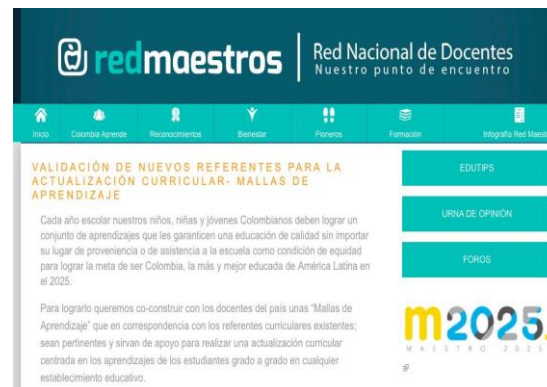 redmaestros
Red Nacional de Docentes
Nuestro punto de encuentro
Inicio
Colombia Aprende
Reconocimientos
Bienestar
Pioneros
Formación
Infografía Red Maest
VALIDACIÓN DE NUEVOS REFERENTES PARA LA
ACTUALIZACIÓN CURRICULAR- MALLAS DE
APRENDIZAJE
Cada año escolar nuestros niños, niñas y jóvenes Colombianos deben lograr un
conjunto de aprendizajes que les garanticen una educación de calidad sin importar
su lugar de proveniencia o de asistencia a la escuela como condición de equidad
para lograr la meta de ser Colombia, la más y mejor educada de América Latina en
el 2025.
Para lograrlo queremos co-construir con los docentes del país unas “Mallas de
Aprendizaje” que en correspondencia con los referentes curriculares existentes;
sean pertinentes y sirvan de apoyo para realizar una actualización curricular
centrada en los aprendizajes de los estudiantes grado a grado en cualquier
establecimiento educativo.
EDUTIPS
URNA DE OPINIÓN
FOROS
m2025.
MAESTRO 2025